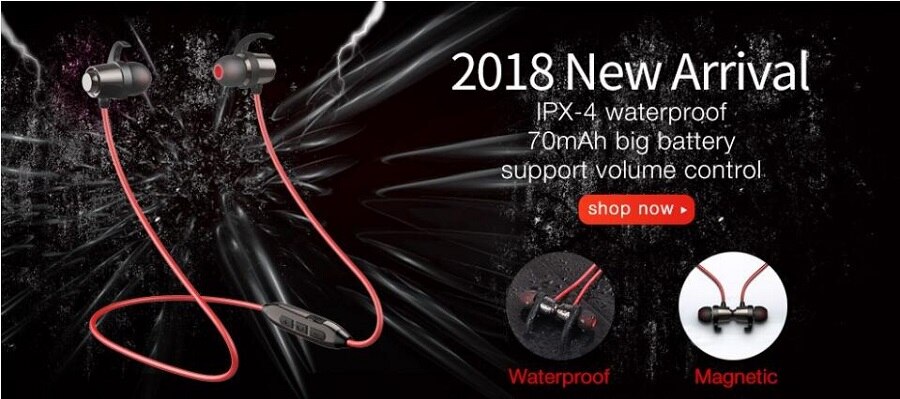 2018 New Arrival
IPX-4 waterproof
70mAh big battery
support volume control
shop now
Waterproof
Magnetic